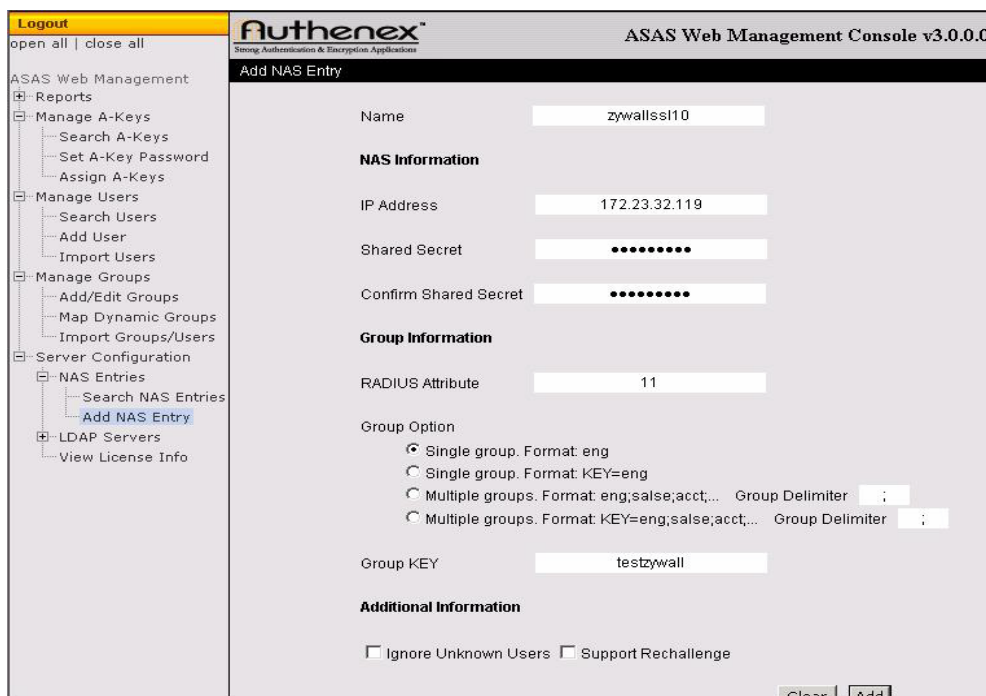 Logout
open all | close all
ASAS Web Management
Reports
Manage A-Keys
Search A-Keys
Set A-Key Password
Assign A-Keys
Manage Users
Search Users
Add User
Import Users
Manage Groups
Add/Edit Groups
Map Dynamic Groups
Import Groups/Users
Server Configuration
NAS Entries
Search NAS Entries
Add NAS Entry
LDAP Servers
View License Info
Authenex™
Strong Authentication & Encryption Applications
ASAS Web Management Console v3.0.0.0
Add NAS Entry
Name zywallssl10
NAS Information
IP Address 172.23.32.119
Shared Secret •••••••••
Confirm Shared Secret •••••••••
Group Information
RADIUS Attribute 11
Group Option
Single group. Format: eng
Single group. Format: KEY=eng
Multiple groups. Format: eng;salse;acct;... Group Delimiter ;
Multiple groups. Format: KEY=eng;salse;acct;... Group Delimiter ;
Group KEY testzywall
Additional Information
Ignore Unknown Users Support Rechallenge
Clear Add